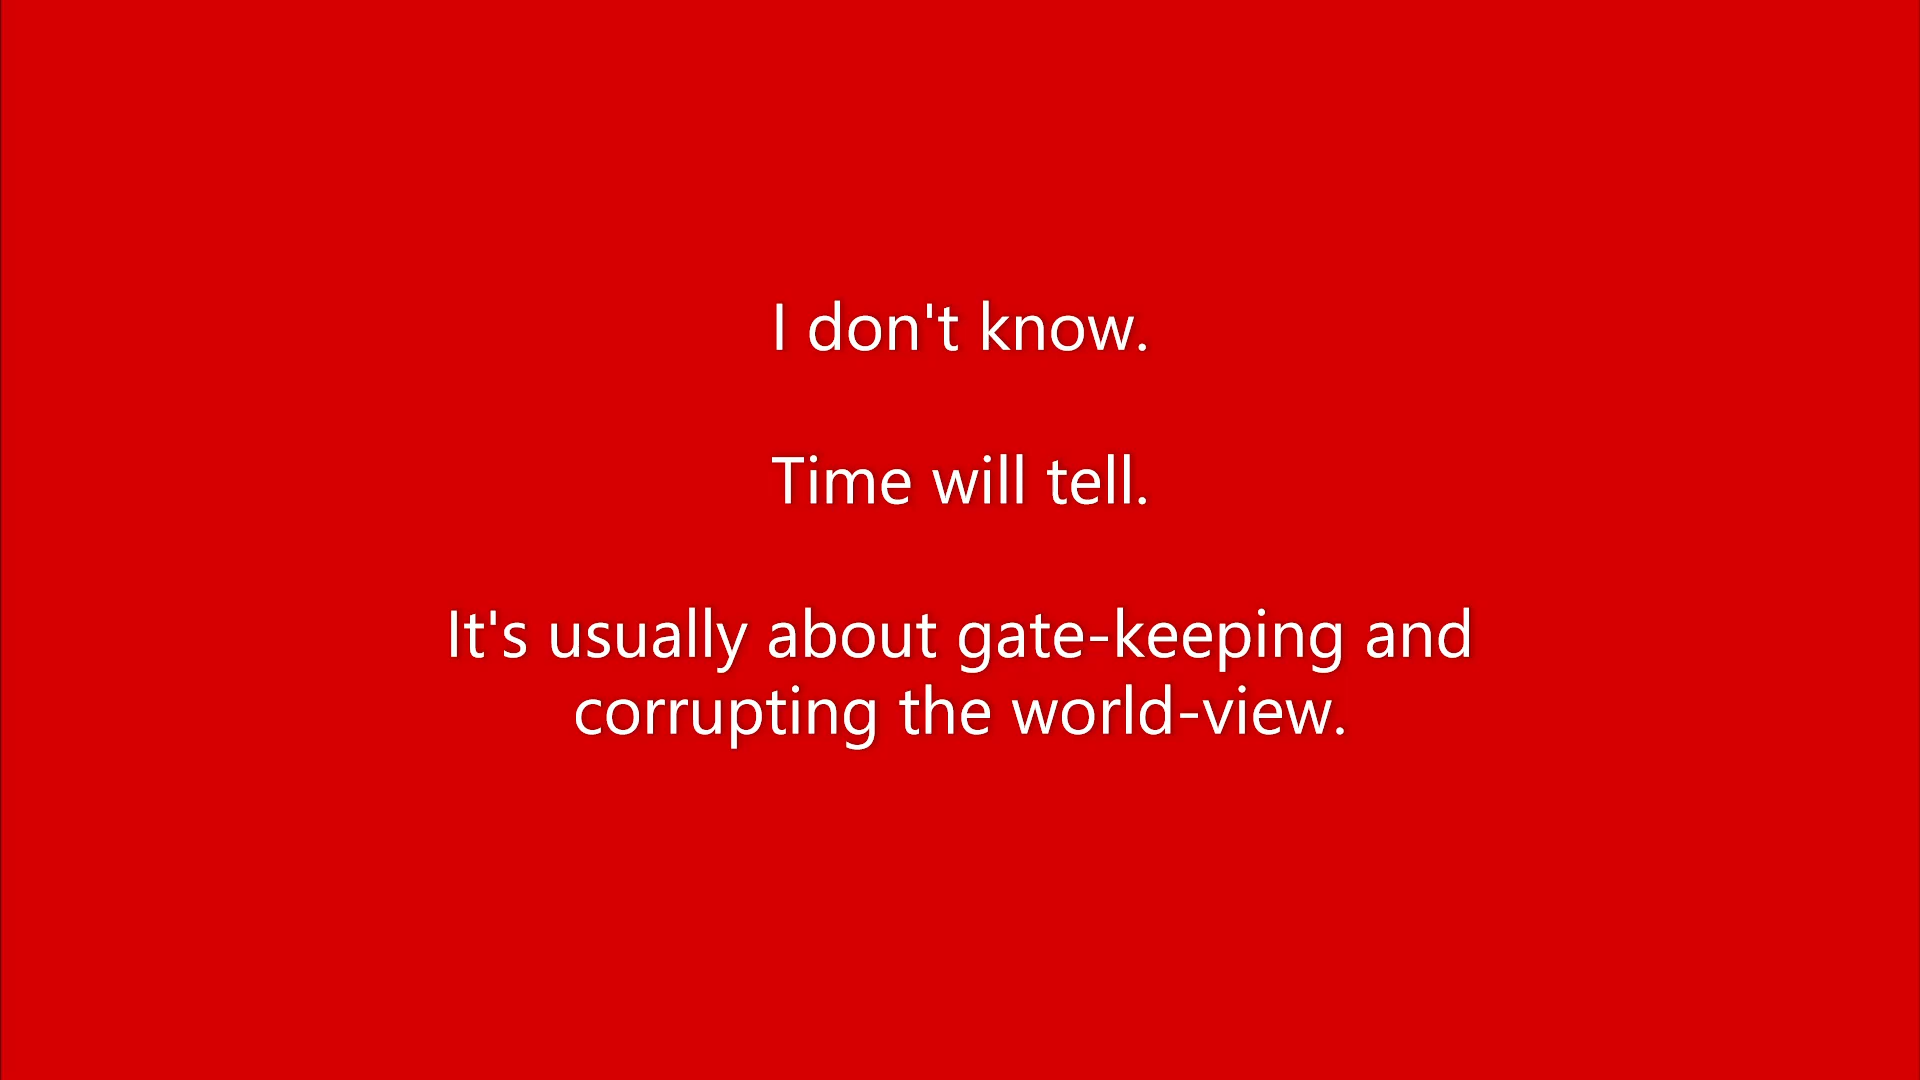 I don't know.
Time will tell.
It's usually about gate-keeping and
corrupting the world-view.